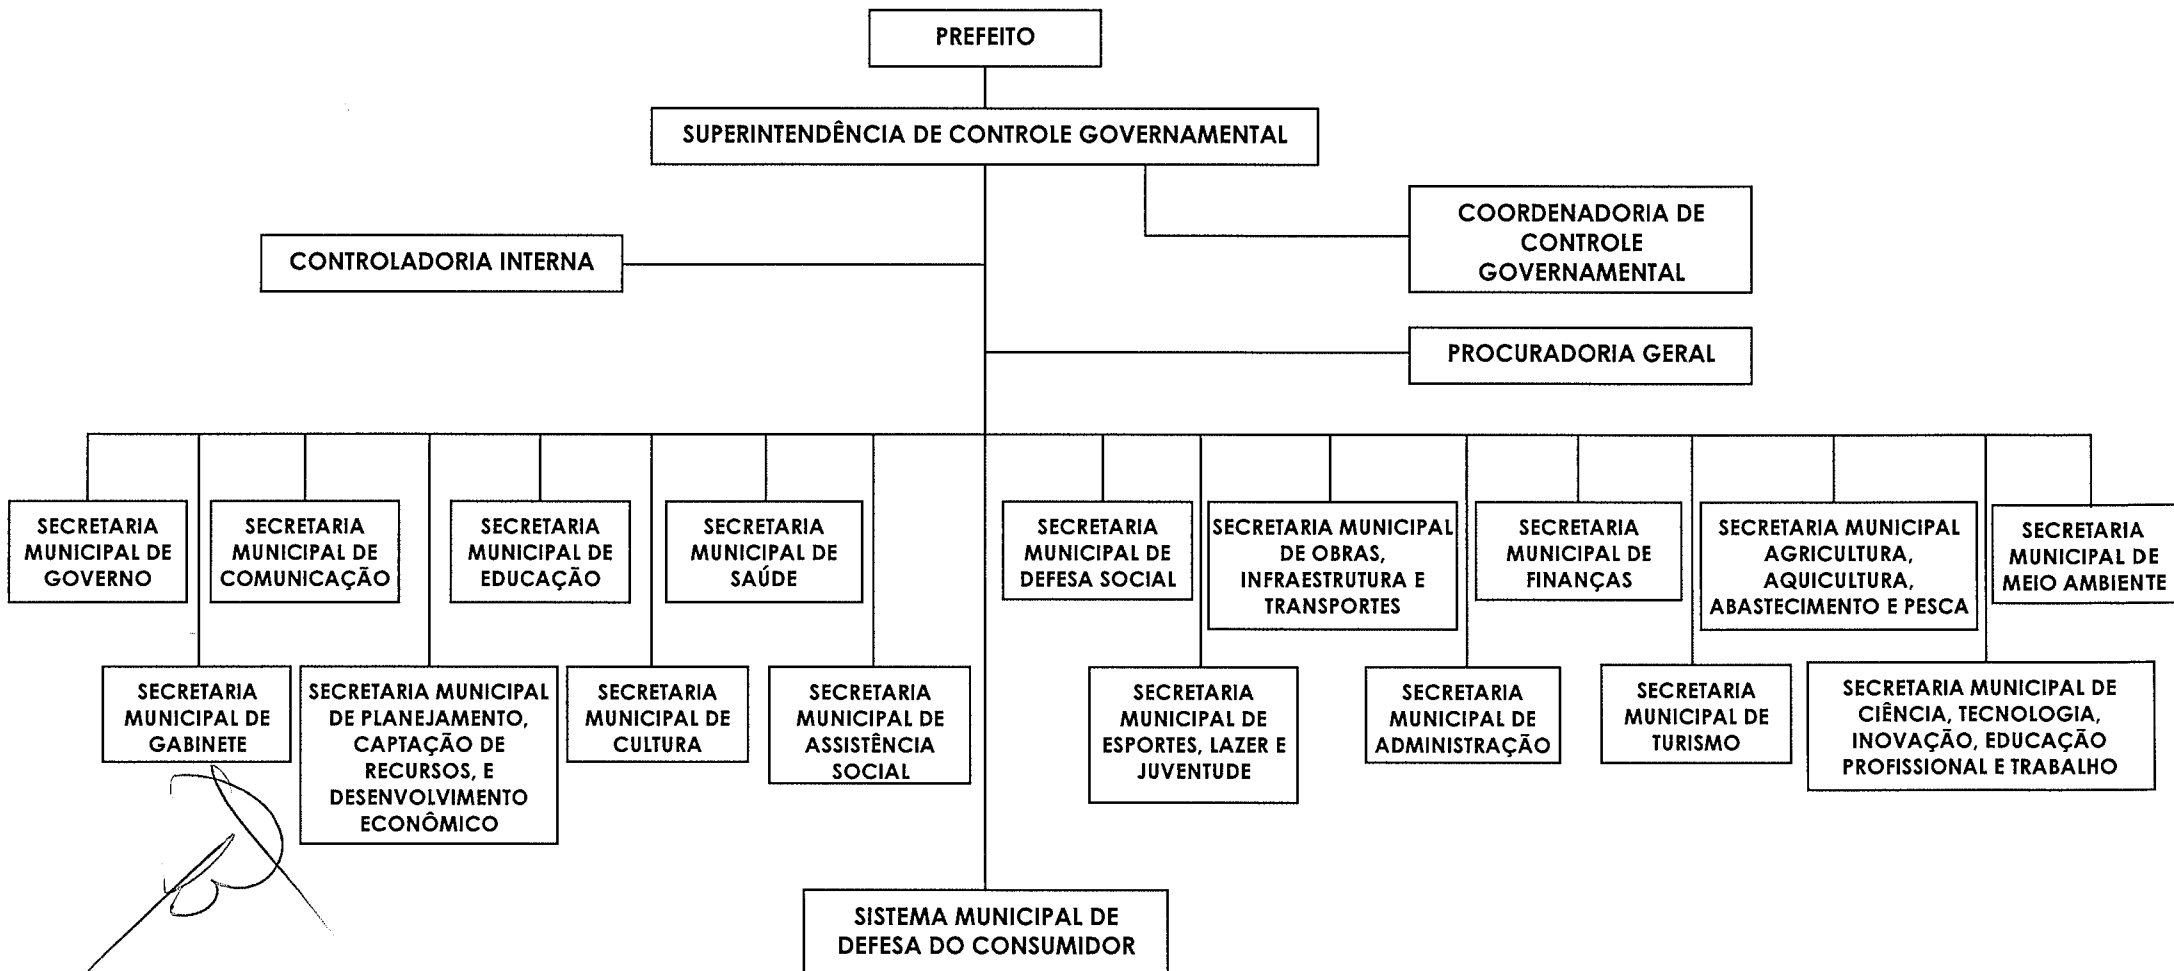 PREFEITO
SUPERINTENDÊNCIA DE CONTROLE GOVERNAMENTAL
COORDENADORIA DE
CONTROLE
GOVERNAMENTAL
CONTROLADORIA INTERNA
PROCURADORIA GERAL
SECRETARIA
MUNICIPAL DE
GOVERNO
SECRETARIA
MUNICIPAL DE
COMUNICAÇÃO
SECRETARIA
MUNICIPAL DE
EDUCAÇÃO
SECRETARIA
MUNICIPAL DE
SAÚDE
SECRETARIA
MUNICIPAL DE
DEFESA SOCIAL
SECRETARIA MUNICIPAL
DE OBRAS,
INFRAESTRUTURA E
TRANSPORTES
SECRETARIA
MUNICIPAL DE
FINANÇAS
SECRETARIA MUNICIPAL
AGRICULTURA,
AQUICULTURA,
ABASTECIMENTO E PESCA
SECRETARIA
MUNICIPAL DE
MEIO AMBIENTE
SECRETARIA
MUNICIPAL DE
GABINETE
SECRETARIA MUNICIPAL
DE PLANEJAMENTO,
CAPTAÇÃO DE
RECURSOS, E
DESENVOLVIMENTO
ECONÔMICO
SECRETARIA
MUNICIPAL DE
CULTURA
SECRETARIA
MUNICIPAL DE
ASSISTÊNCIA
SOCIAL
SECRETARIA
MUNICIPAL DE
ESPORTES, LAZER E
JUVENTUDE
SECRETARIA
MUNICIPAL DE
ADMINISTRAÇÃO
SECRETARIA
MUNICIPAL DE
TURISMO
SECRETARIA MUNICIPAL DE
CIÊNCIA, TECNOLOGIA,
INOVAÇÃO, EDUCAÇÃO
PROFISSIONAL E TRABALHO
SISTEMA MUNICIPAL DE
DEFESA DO CONSUMIDOR